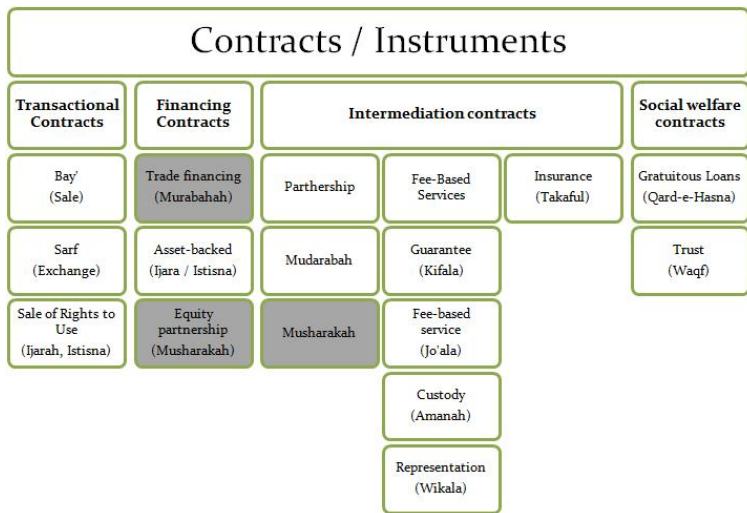 Contracts / Instruments
Transactional
Contracts
Financing
Contracts
Intermediation contracts
Social welfare
contracts
Bay'
(Sale)
Trade financing
(Murabahah)
Parthership
Fee-Based
Services
Insurance
(Takaful)
Gratuitous Loans
(Qard-e-Hasna)
Sarf
(Exchange)
Asset-backed
(Ijara / Istisna)
Mudarabah
Guarantee
(Kifala)
Trust
(Waqf)
Sale of Rights to
Use
(Ijarah, Istisna)
Equity
partnership
(Musharakah)
Musharakah
Fee-based
service
(Jo'ala)
Custody
(Amanah)
Representation
(Wikala)